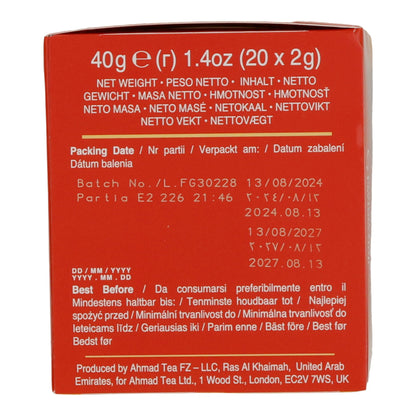 40g ℮ (г) 1.4oz (20 x 2g)
NET WEIGHT • PESO NETTO • INHALT • NETTO
GEWICHT • MASA NETTO • HMOTNOST • HMOTNOSŤ
NETO MASA • NETO MASĖ • NETOKAAL • NETTOVIKT
NETTO VEKT • NETTOVÆGT
Packing Date / Nr partii / Verpackt am: / Datum zabalení
Dátum balenia
Batch No./L.FG30228 13/08/2024
Partia E2 226 21:46 ٢٠٢٤/٠٨/١٣
2024.08.13
13/08/2027
٢٠٢٧/٠٨/١٣
2027.08.13
DD / MM / YYYY
YYYY . MM . DD
Best Before / Da consumarsi preferibilmente entro il
Mindestens haltbar bis: / Tenminste houdbaar tot / Najlepiej
spożyć przed / Minimální trvanlivost do / Minimálna trvanlivosť do
leteicams līdz / Geriausias iki / Parim enne / Bäst före / Best før
Bedst før
Produced by Ahmad Tea FZ – LLC, Ras Al Khaimah, United Arab
Emirates, for Ahmad Tea Ltd., 1 Wood St., London, EC2V 7WS, UK